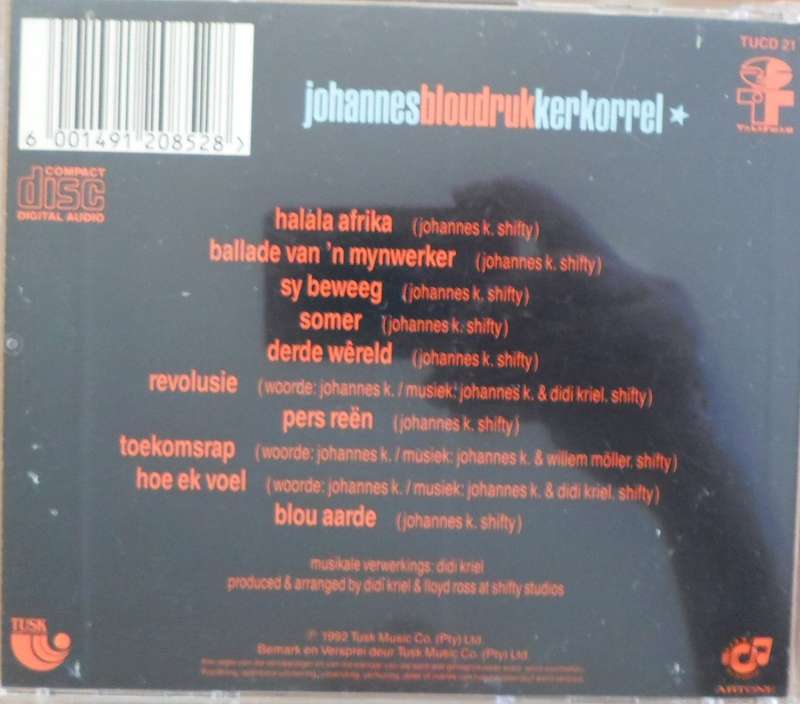 TUCD 21
johannesbloudrukkerkorrel
6 001491 208528 >
COMPACT
disc
DIGITAL AUDIO
halala afrika (johannes k. shifty)
ballade van 'n mynwerker (johannes k. shifty)
sy beweeg (johannes k. shifty)
somer (johannes k. shifty)
derde wêreld (johannes k. shifty)
revolusie (woorde: johannes k. / musiek: johannes k. & didi kriel. shifty)
pers reën (johannes k. shifty)
toekomsrap (woorde: johannes k. / musiek: johannes k. & willem möller. shifty)
hoe ek voel (woorde: johannes k. / musiek: johannes k. & didi kriel. shifty)
blou aarde (johannes k. shifty)
musikale verwerkings: didi kriel
produced & arranged by didi kriel & lloyd ross at shifty studios
TUSK
℗ 1992 Tusk Music Co. (Pty) Ltd.
Bemark en Versprei deur Tusk Music Co. (Pty) Ltd.
ARTONE